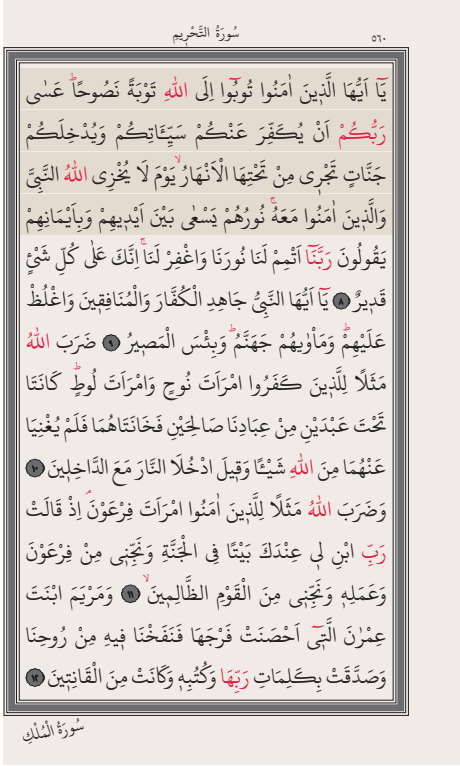 سُورَةُ التَّحْرِيمِ
٥٦٠
يَٓا اَيُّهَا الَّذ۪ينَ اٰمَنُوا تُوبُٓوا اِلَى اللّٰهِ تَوْبَةً نَصُوحًاۜ عَسٰى
رَبُّكُمْ اَنْ يُكَفِّرَ عَنْكُمْ سَيِّـَٔاتِكُمْ وَيُدْخِلَكُمْ
جَنَّاتٍ تَجْر۪ي مِنْ تَحْتِهَا الْاَنْهَارُۙ يَوْمَ لَا يُخْزِي اللّٰهُ النَّبِيَّ
وَالَّذ۪ينَ اٰمَنُوا مَعَهُۚ نُورُهُمْ يَسْعٰى بَيْنَ اَيْد۪يهِمْ وَبِاَيْمَانِهِمْ
يَقُولُونَ رَبَّنَٓا اَتْمِمْ لَنَا نُورَنَا وَاغْفِرْ لَنَاۚ اِنَّكَ عَلٰى كُلِّ شَيْءٍ
قَد۪يرٌ ﴿٨﴾ يَٓا اَيُّهَا النَّبِيُّ جَاهِدِ الْكُفَّارَ وَالْمُنَافِق۪ينَ وَاغْلُظْ
عَلَيْهِمْۜ وَمَأْوٰيهُمْ جَهَنَّمُۜ وَبِئْسَ الْمَص۪يرُ ﴿٩﴾ ضَرَبَ اللّٰهُ
مَثَلًا لِلَّذ۪ينَ كَفَرُوا امْرَاَتَ نُوحٍ وَامْرَاَتَ لُوطٍۜ كَانَتَا
تَحْتَ عَبْدَيْنِ مِنْ عِبَادِنَا صَالِحَيْنِ فَخَانَتَاهُمَا فَلَمْ يُغْنِيَا
عَنْهُمَا مِنَ اللّٰهِ شَيْـًٔا وَق۪يلَ ادْخُلَا النَّارَ مَعَ الدَّاخِل۪ينَ ﴿١٠﴾
وَضَرَبَ اللّٰهُ مَثَلًا لِلَّذ۪ينَ اٰمَنُوا امْرَاَتَ فِرْعَوْنَۢ اِذْ قَالَتْ
رَبِّ ابْنِ ل۪ي عِنْدَكَ بَيْتًا فِي الْجَنَّةِ وَنَجِّن۪ي مِنْ فِرْعَوْنَ
وَعَمَلِه۪ وَنَجِّن۪ي مِنَ الْقَوْمِ الظَّالِم۪ينَۙ ﴿١١﴾ وَمَرْيَمَ ابْنَتَ
عِمْرٰنَ الَّت۪ٓي اَحْصَنَتْ فَرْجَهَا فَنَفَخْنَا ف۪يهِ مِنْ رُوحِنَا
وَصَدَّقَتْ بِكَلِمَاتِ رَبِّهَا وَكُتُبِه۪ وَكَانَتْ مِنَ الْقَانِت۪ينَ ﴿١٢﴾
سُورَةُ الْمُلْكِ